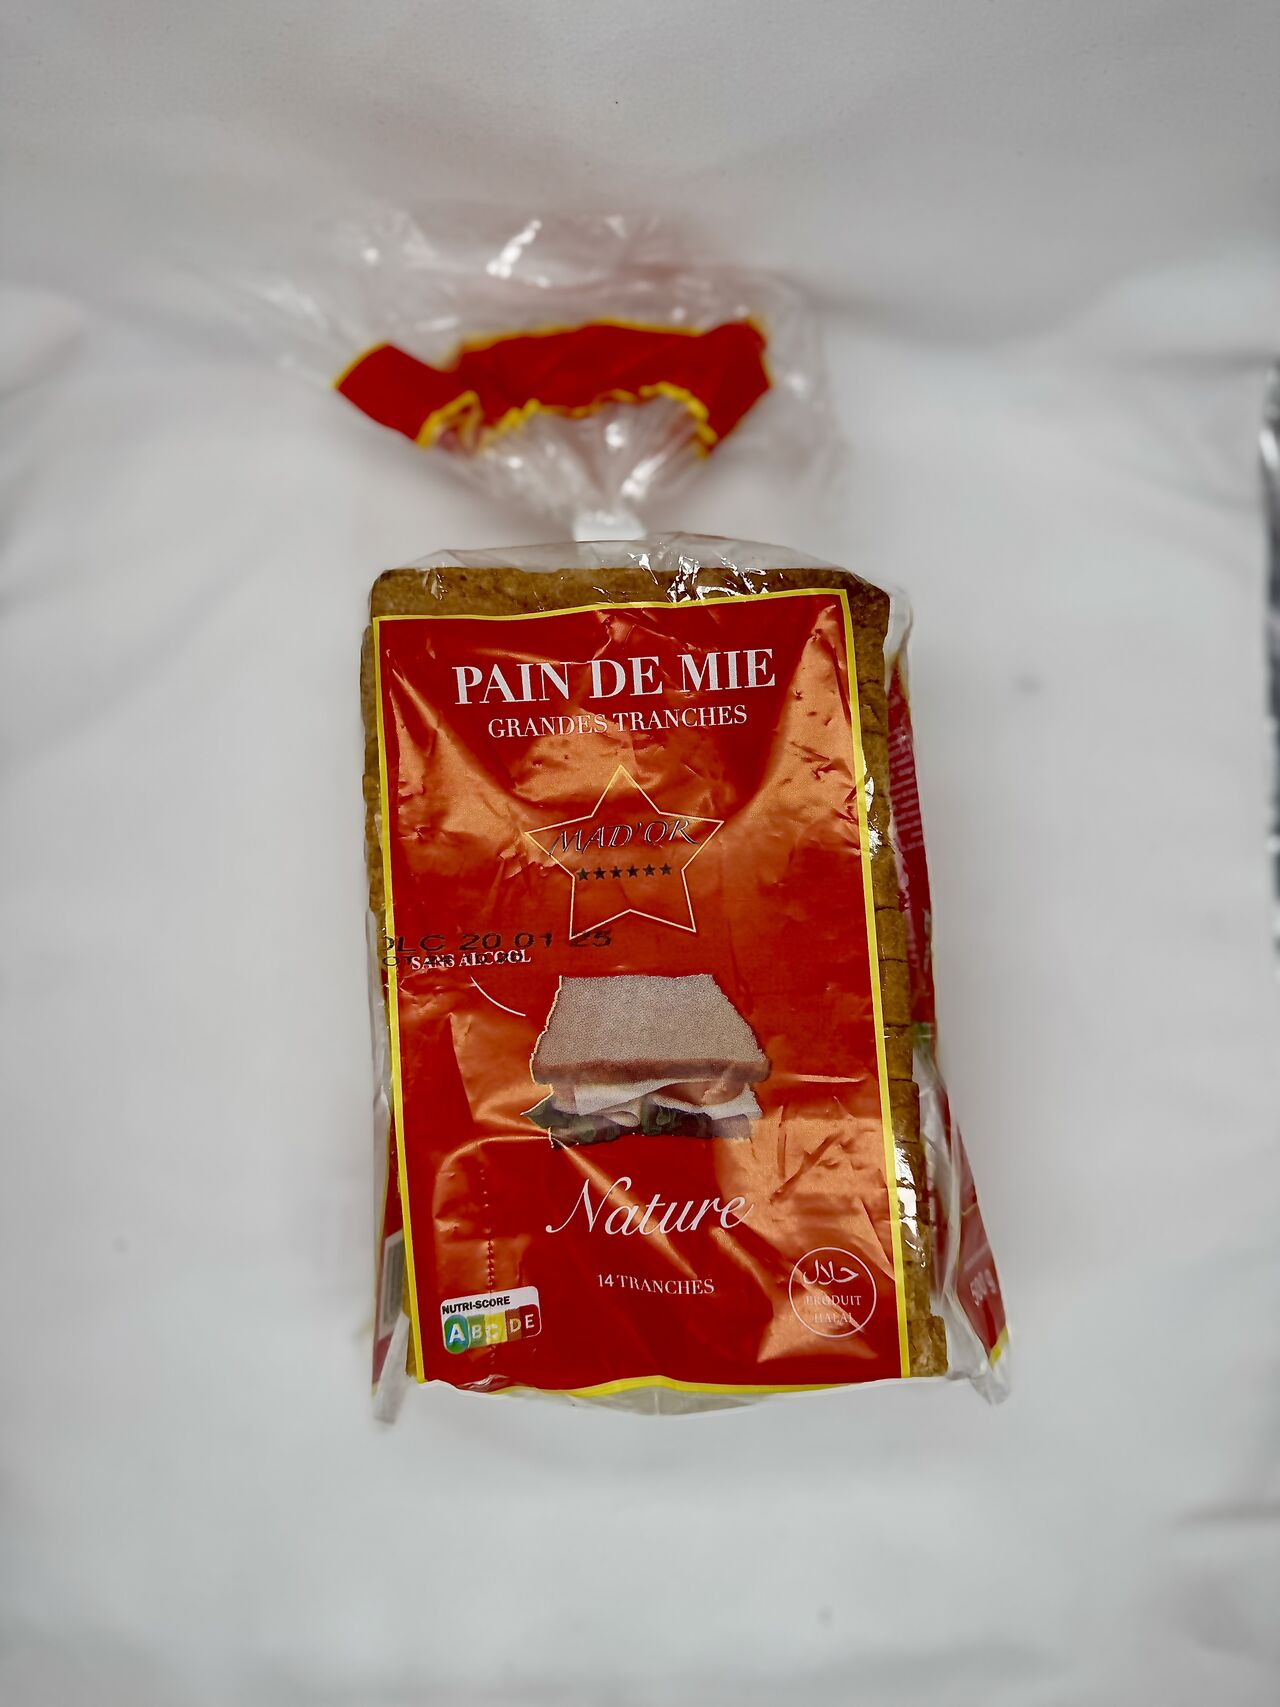 PAIN DE MIE
GRANDES TRANCHES
MAD'OR
DLC 20 01 25
SANS ALCOOL
Nature
14 TRANCHES
NUTRI-SCORE
A B C D E
حلال
PRODUIT
HALAL
500 g